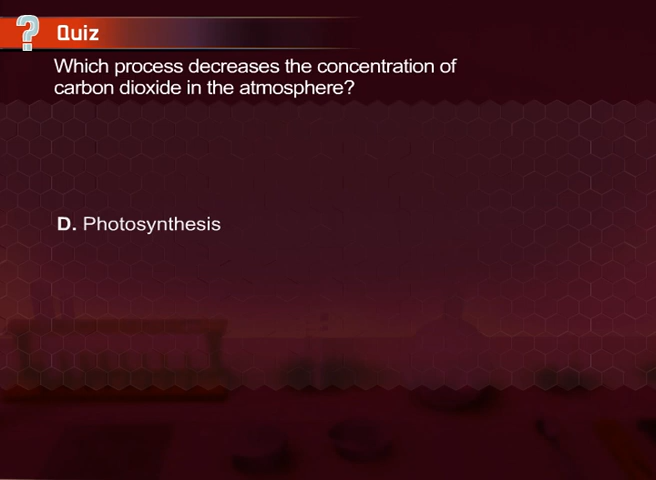 Quiz
Which process decreases the concentration of
carbon dioxide in the atmosphere?
D. Photosynthesis